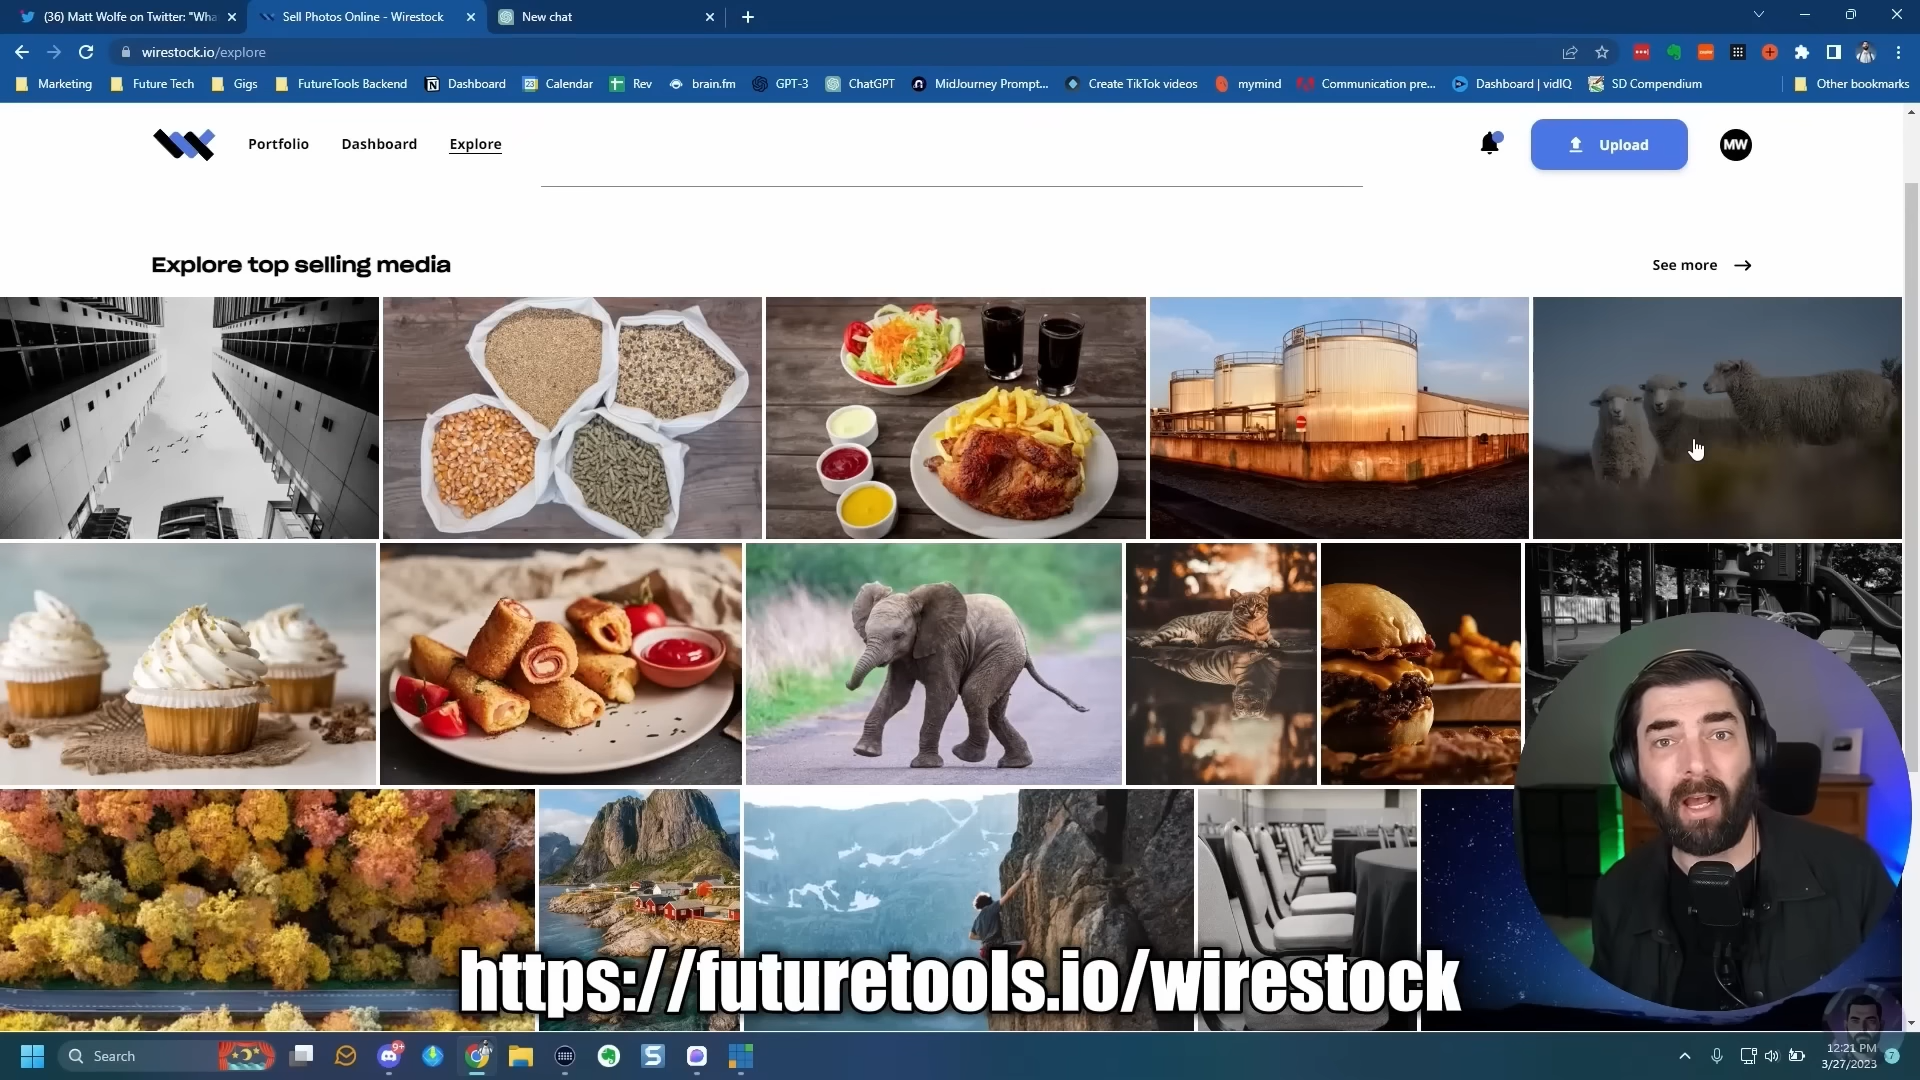 (36) Matt Wolfe on Twitter: "Wha
Sell Photos Online - Wirestock
New chat
wirestock.io/explore
Marketing
Future Tech
Gigs
FutureTools Backend
Dashboard
Calendar
Rev
brain.fm
GPT-3
ChatGPT
MidJourney Prompt...
Create TikTok videos
mymind
Communication pre...
Dashboard | vidIQ
SD Compendium
Other bookmarks
Portfolio
Dashboard
Explore
Upload
MW
Explore top selling media
See more
https://futuretools.io/wirestock
Search
9+
12:21 PM
3/27/2023
7